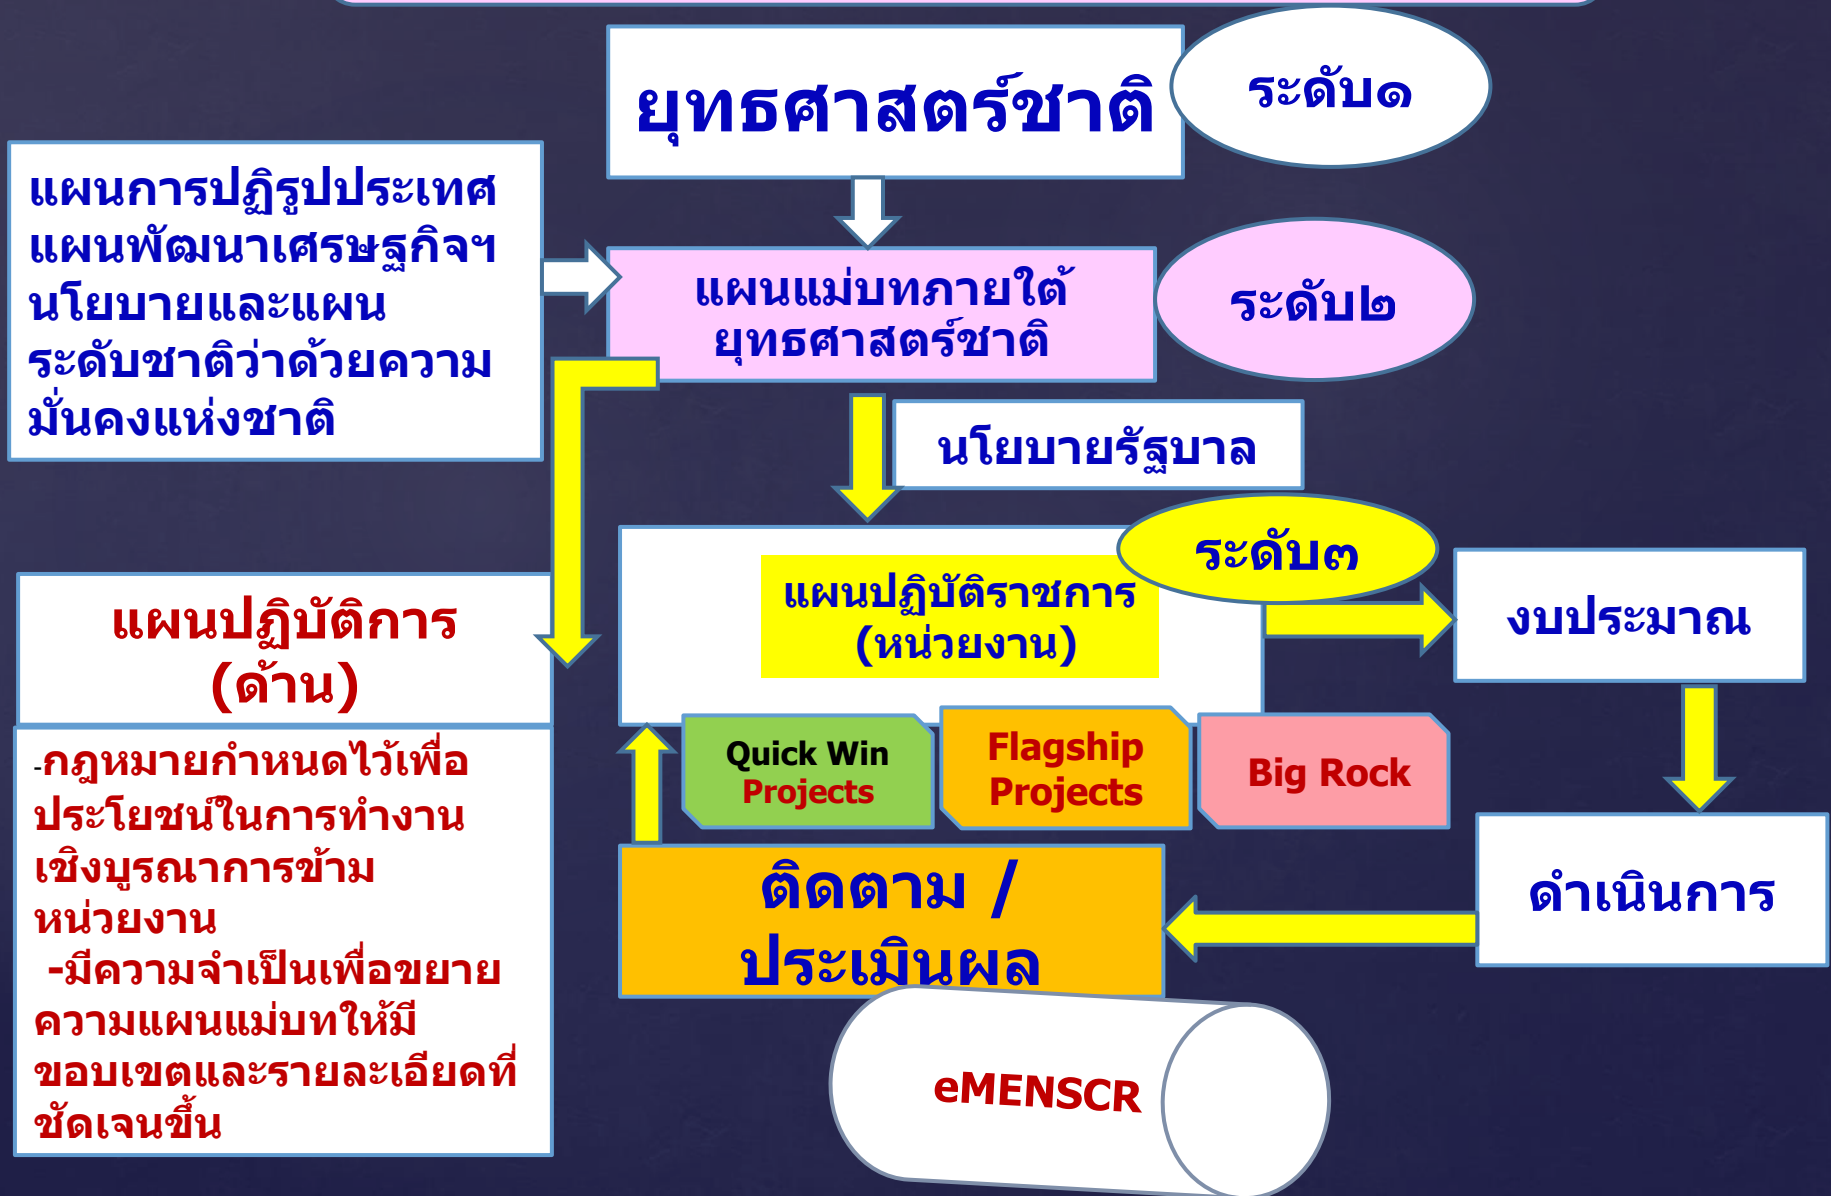 ยุทธศาสตร์ชาติ
ระดับ๑
แผนการปฏิรูปประเทศ
แผนพัฒนาเศรษฐกิจฯ
นโยบายและแผน
ระดับชาติว่าด้วยความ
มั่นคงแห่งชาติ
แผนแม่บทภายใต้
ยุทธศาสตร์ชาติ
ระดับ๒
นโยบายรัฐบาล
ระดับ๓
แผนปฏิบัติราชการ
(หน่วยงาน)
งบประมาณ
แผนปฏิบัติการ
(ด้าน)
-กฎหมายกำหนดไว้เพื่อ
ประโยชน์ในการทำงาน
เชิงบูรณาการข้าม
หน่วยงาน
-มีความจำเป็นเพื่อขยาย
ความแผนแม่บทให้มี
ขอบเขตและรายละเอียดที่
ชัดเจนขึ้น
Quick Win
Projects
Flagship
Projects
Big Rock
ติดตาม /
ประเมินผล
ดำเนินการ
eMENSCR